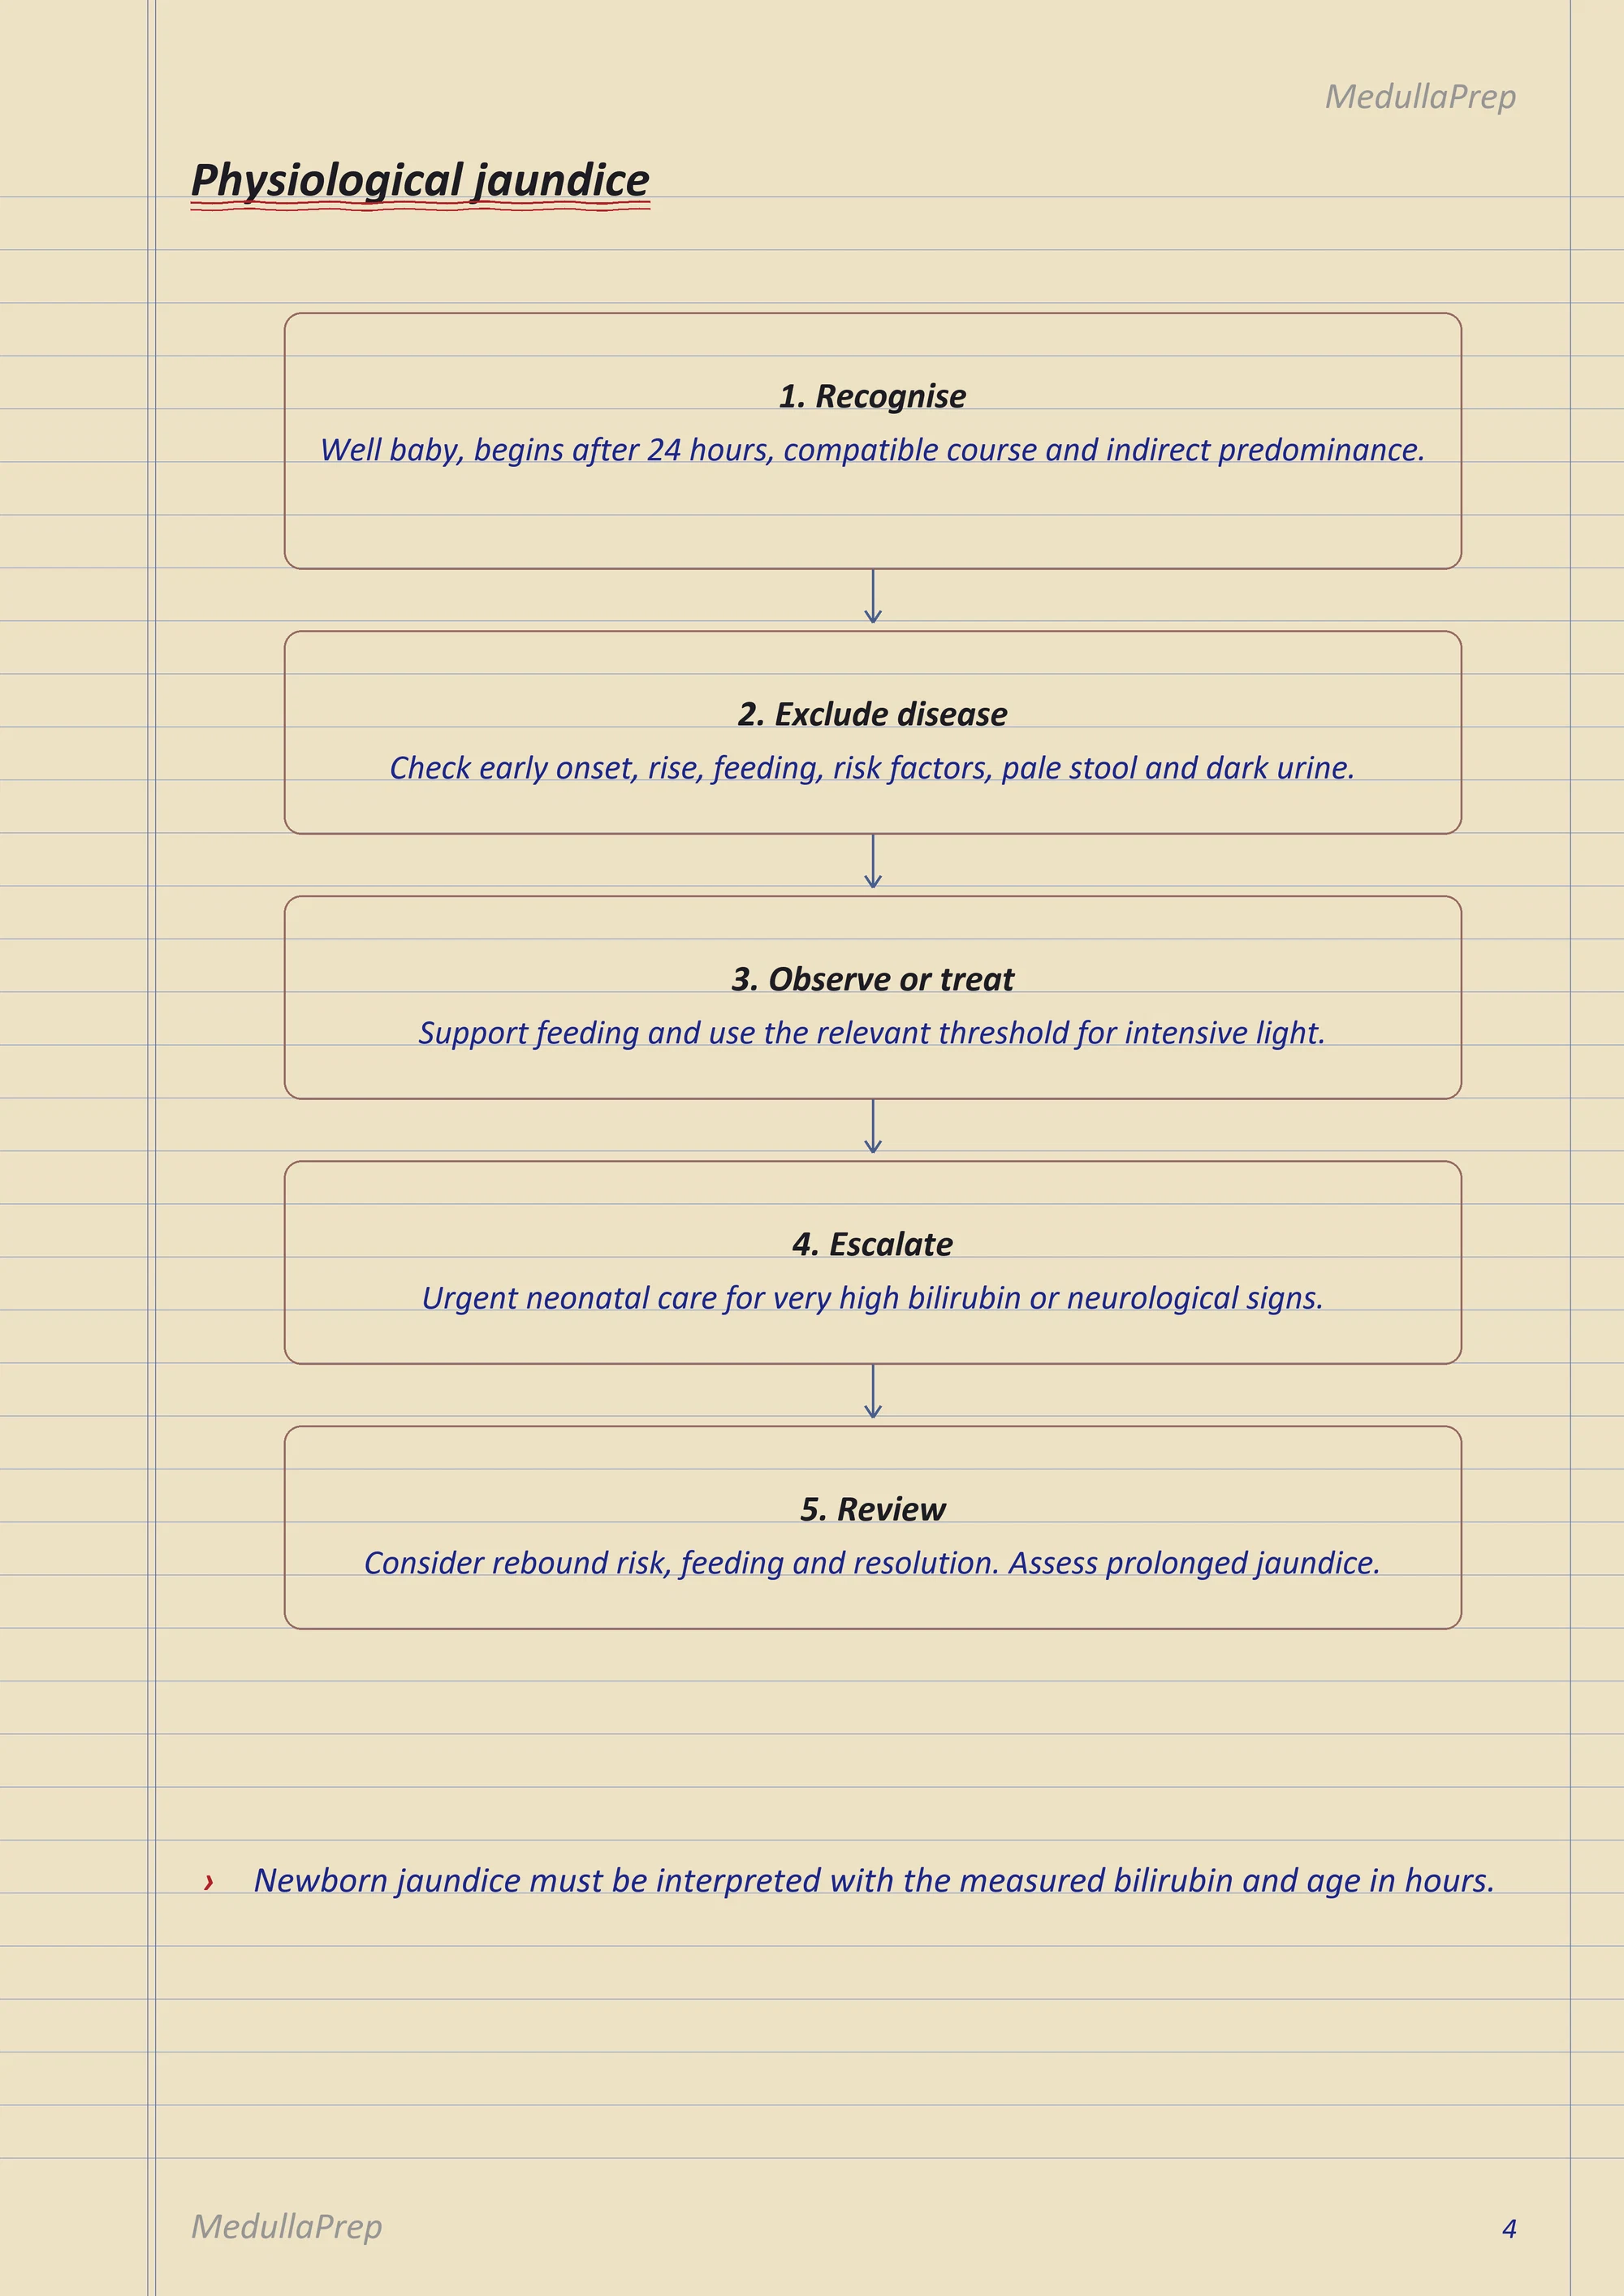 MedullaPrep
Physiological jaundice
1. Recognise
Well baby, begins after 24 hours, compatible course and indirect predominance.
2. Exclude disease
Check early onset, rise, feeding, risk factors, pale stool and dark urine.
3. Observe or treat
Support feeding and use the relevant threshold for intensive light.
4. Escalate
Urgent neonatal care for very high bilirubin or neurological signs.
5. Review
Consider rebound risk, feeding and resolution. Assess prolonged jaundice.
› Newborn jaundice must be interpreted with the measured bilirubin and age in hours.
MedullaPrep
4